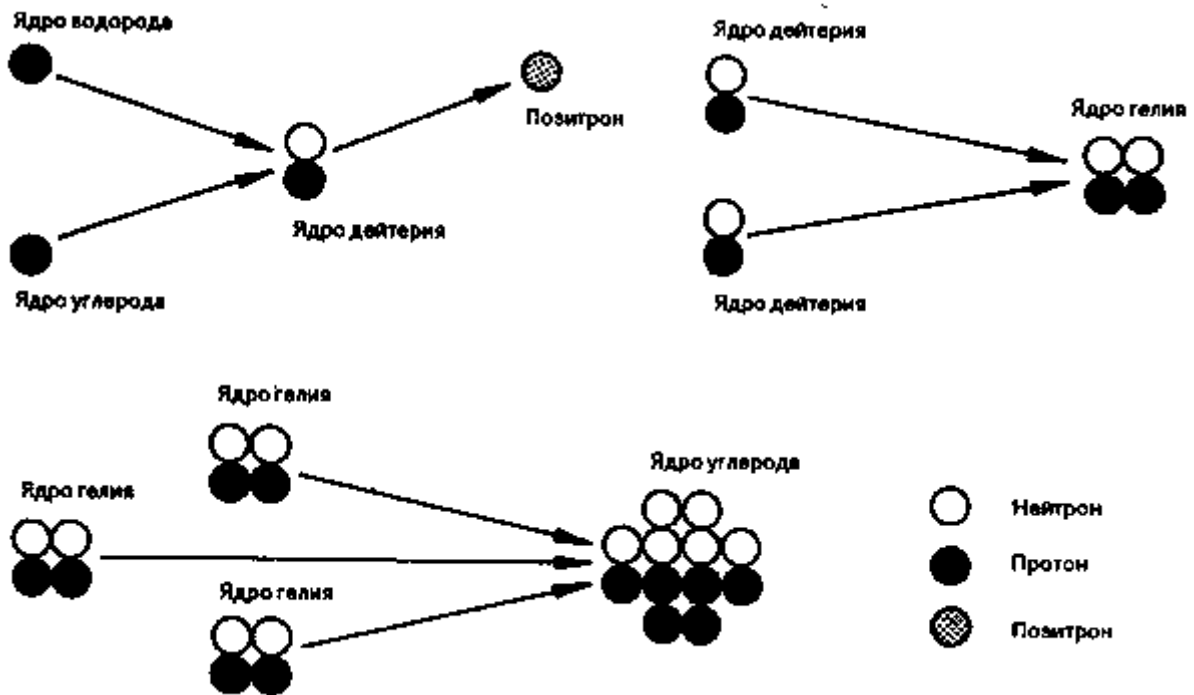 Ядро водорода
Позитрон
Ядро дейтерия
Ядро углерода
Ядро дейтерия
Ядро гелия
Ядро дейтерия
Ядро гелия
Ядро гелия
Ядро гелия
Ядро углерода
Нейтрон
Протон
Позитрон